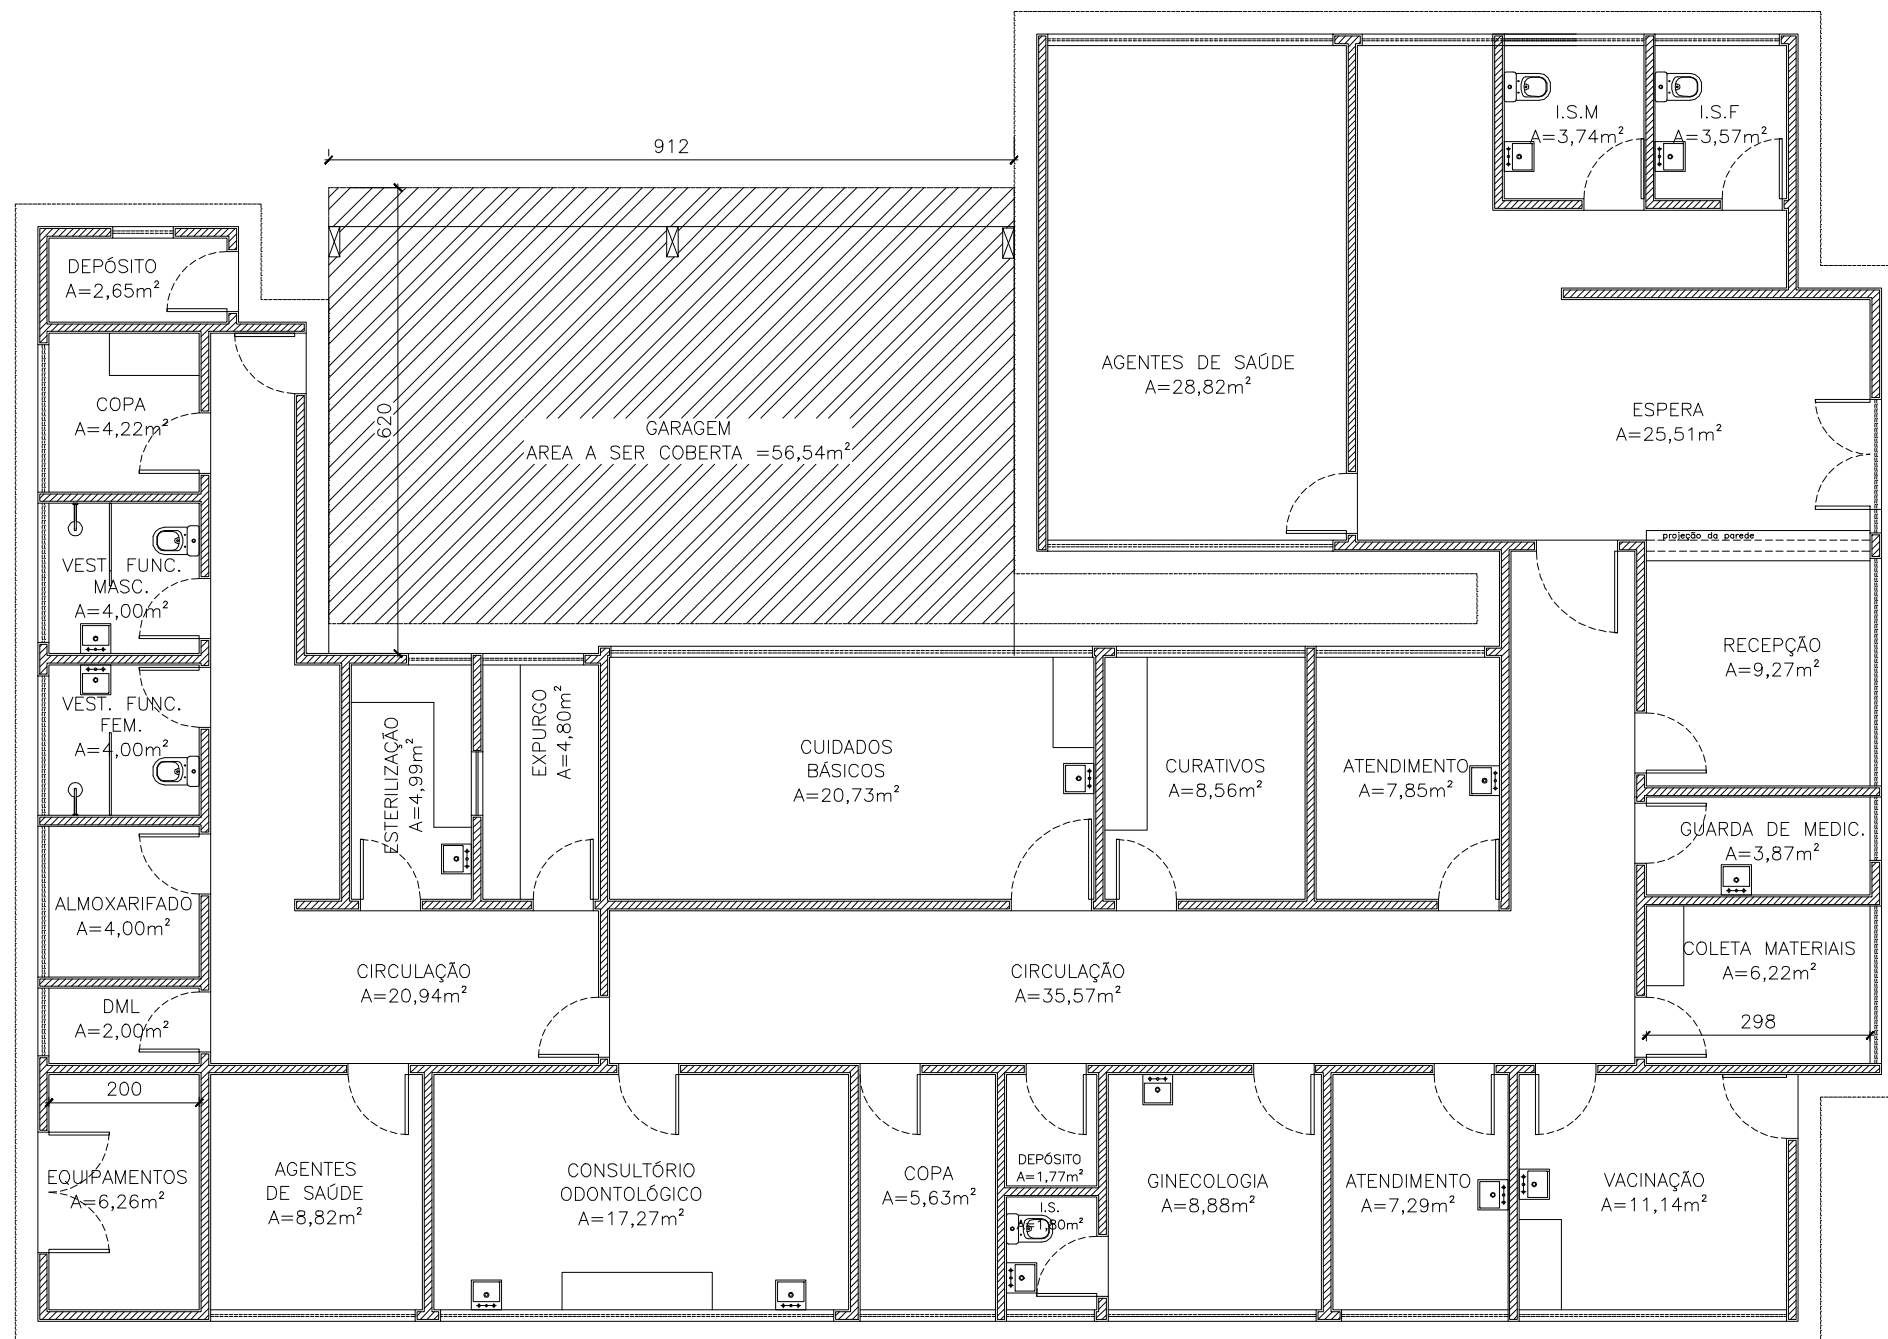 I.S.M
A=3,74m²
I.S.F
A=3,57m²
912
DEPÓSITO
A=2,65m²
AGENTES DE SAÚDE
A=28,82m²
COPA
A=4,22m²
620
GARAGEM
AREA A SER COBERTA =56,54m²
ESPERA
A=25,51m²
projeção da parede
VEST. FUNC.
MASC.
A=4,00m²
RECEPÇÃO
A=9,27m²
VEST. FUNC.
FEM.
A=4,00m²
ESTERILIZAÇÃO
A=4,99m²
EXPURGO
A=4,80m²
CUIDADOS
BÁSICOS
A=20,73m²
CURATIVOS
A=8,56m²
ATENDIMENTO
A=7,85m²
GUARDA DE MEDIC.
A=3,87m²
ALMOXARIFADO
A=4,00m²
COLETA MATERIAIS
A=6,22m²
CIRCULAÇÃO
A=20,94m²
CIRCULAÇÃO
A=35,57m²
DML
A=2,00m²
298
200
EQUIPAMENTOS
A=6,26m²
AGENTES
DE SAÚDE
A=8,82m²
CONSULTÓRIO
ODONTOLÓGICO
A=17,27m²
COPA
A=5,63m²
DEPÓSITO
A=1,77m²
I.S.
A=1,80m²
GINECOLOGIA
A=8,88m²
ATENDIMENTO
A=7,29m²
VACINAÇÃO
A=11,14m²